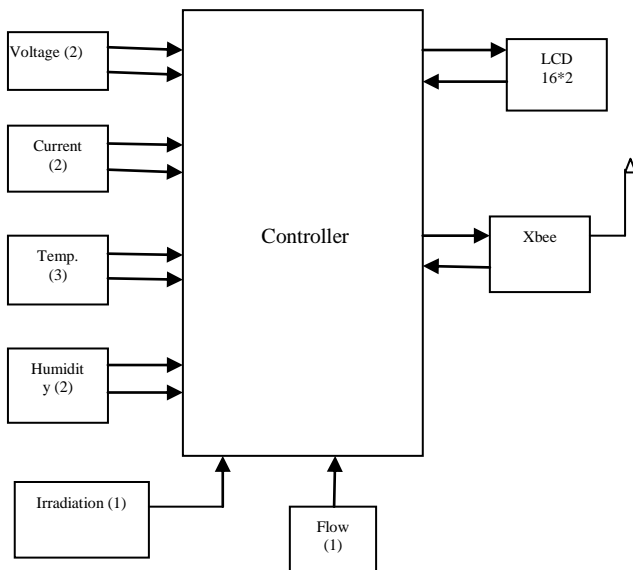 Voltage (2)
Current
(2)
Temp.
(3)
Humidit
y (2)
Irradiation (1)
Flow
(1)
Controller
LCD
16*2
Xbee